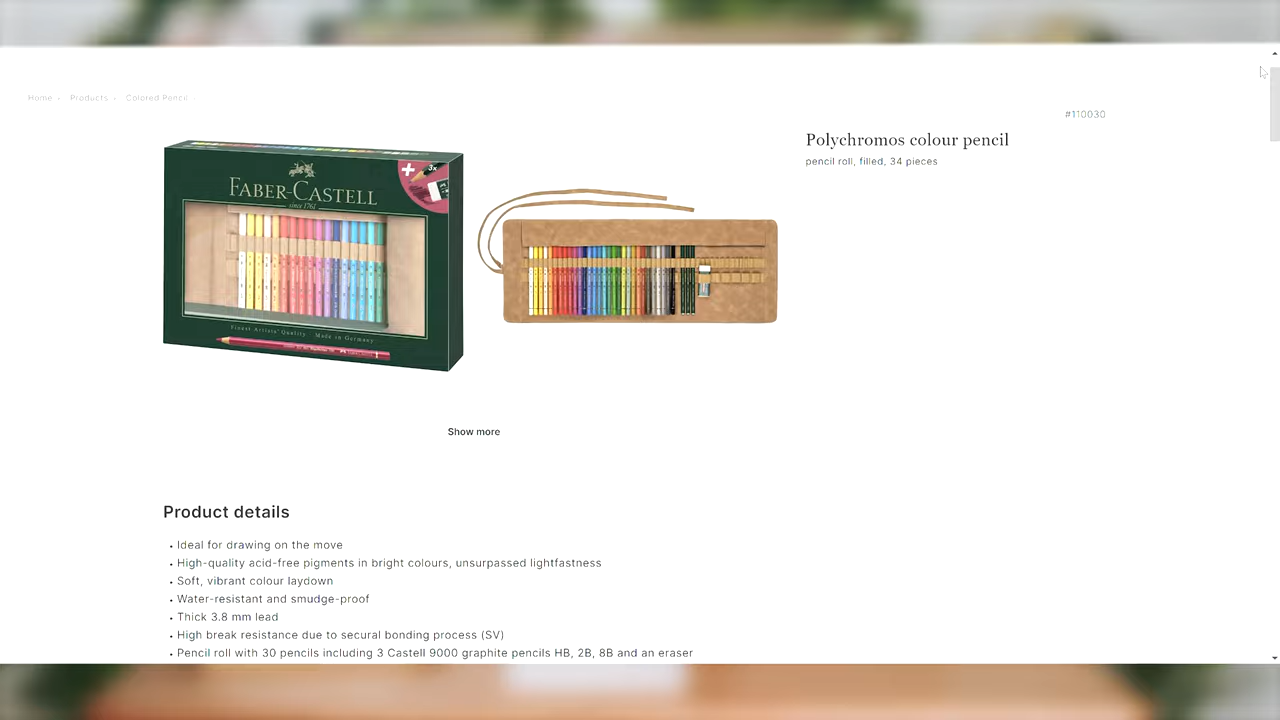 Home › Products › Colored Pencil
#110030
Polychromos colour pencil
pencil roll, filled, 34 pieces
3x
FABER-CASTELL
since 1761
Finest Artists' Quality Made in Germany
Show more
Product details
• Ideal for drawing on the move
• High-quality acid-free pigments in bright colours, unsurpassed lightfastness
• Soft, vibrant colour laydown
• Water-resistant and smudge-proof
• Thick 3.8 mm lead
• High break resistance due to secural bonding process (SV)
• Pencil roll with 30 pencils including 3 Castell 9000 graphite pencils HB, 2B, 8B and an eraser